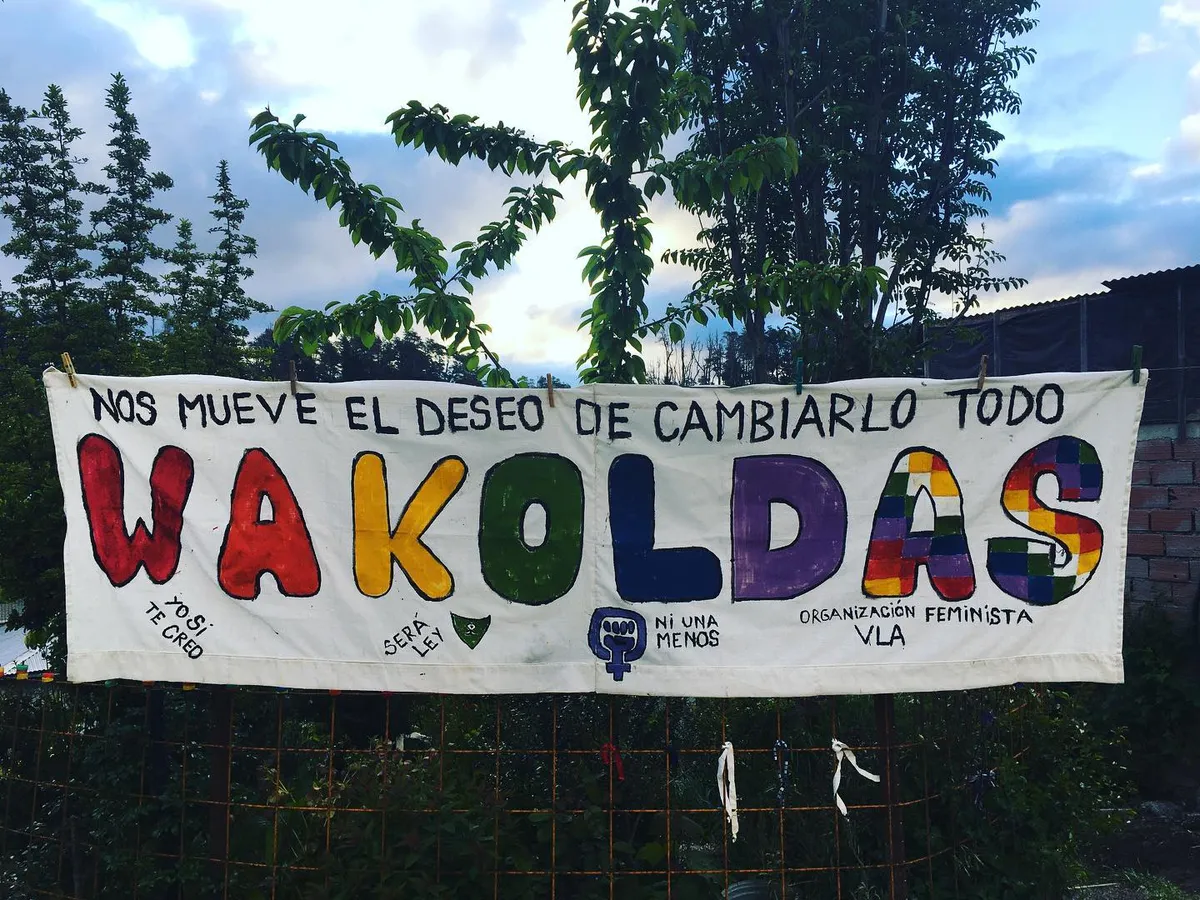 NOS MUEVE EL DESEO DE CAMBIARLO TODO
WAKOLDAS
YO SI
TE CREO
SERÁ
LEY
NI UNA
MENOS
ORGANIZACIÓN FEMINISTA
VLA